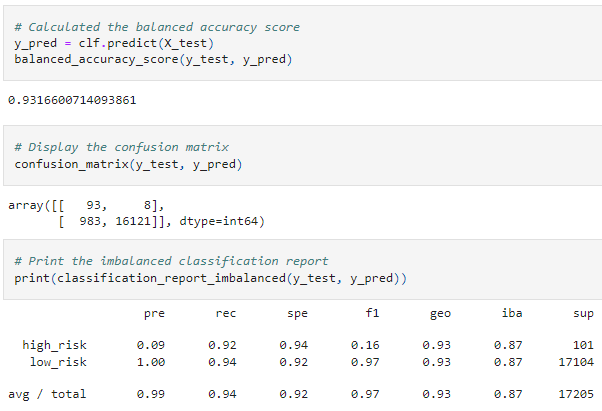 # Calculated the balanced accuracy score
y_pred = clf.predict(X_test)
balanced_accuracy_score(y_test, y_pred)
0.9316600714093861
# Display the confusion matrix
confusion_matrix(y_test, y_pred)
array([[   93,     8],
       [  983, 16121]], dtype=int64)
# Print the imbalanced classification report
print(classification_report_imbalanced(y_test, y_pred))
pre rec spe f1 geo iba sup
high_risk 0.09 0.92 0.94 0.16 0.93 0.87 101
low_risk 1.00 0.94 0.92 0.97 0.93 0.87 17104
avg / total 0.99 0.94 0.92 0.97 0.93 0.87 17205